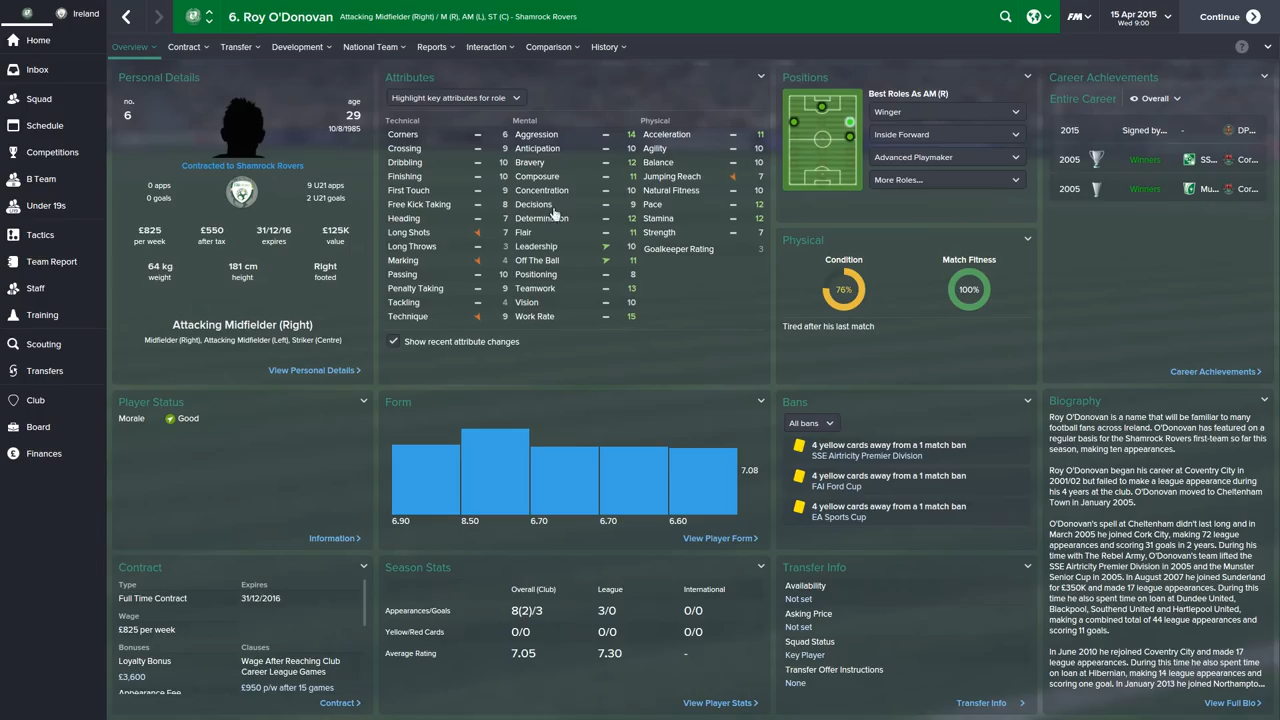 Ireland
6. Roy O'Donovan
Attacking Midfielder (Right) / M (R), AM (L), ST (C) - Shamrock Rovers
FM
15 Apr 2015
Wed 9:00
Continue
Home
Inbox
Squad
Schedule
Competitions
B Team
Under 19s
Tactics
Team Report
Staff
Training
Scouting
Transfers
Club
Board
Finances
Overview
Contract
Transfer
Development
National Team
Reports
Interaction
Comparison
History
?
Personal Details
no.
6
age
29
10/8/1985
Contracted to Shamrock Rovers
0 apps
0 goals
9 U21 apps
2 U21 goals
£825
per week
£550
after tax
31/12/16
expires
£125K
value
64 kg
weight
181 cm
height
Right
footed
Attacking Midfielder (Right)
Midfielder (Right), Attacking Midfielder (Left), Striker (Centre)
View Personal Details >
Attributes
Highlight key attributes for role
Technical
Corners 6
Crossing 9
Dribbling 10
Finishing 10
First Touch 9
Free Kick Taking 8
Heading 7
Long Shots 7
Long Throws 3
Marking 4
Passing 10
Penalty Taking 9
Tackling 4
Technique 9
Mental
Aggression 14
Anticipation 10
Bravery 12
Composure 11
Concentration 10
Decisions 9
Determination 12
Flair 11
Leadership 10
Off The Ball 11
Positioning 8
Teamwork 13
Vision 10
Work Rate 15
Physical
Acceleration 11
Agility 10
Balance 10
Jumping Reach 7
Natural Fitness 10
Pace 12
Stamina 12
Strength 7
Goalkeeper Rating 3
Show recent attribute changes
Positions
Best Roles As AM (R)
Winger
Inside Forward
Advanced Playmaker
More Roles...
Physical
Condition
76%
Match Fitness
100%
Tired after his last match
Career Achievements
Entire Career
Overall
2015 Signed by... - DP...
2005 Winners SS... Cor...
2005 Winners Mu... Cor...
Career Achievements >
Player Status
Morale Good
Information >
Form
7.08
6.90 8.50 6.70 6.70 6.60
View Player Form >
Bans
All bans
4 yellow cards away from a 1 match ban
SSE Airtricity Premier Division
4 yellow cards away from a 1 match ban
FAI Ford Cup
4 yellow cards away from a 1 match ban
EA Sports Cup
Biography
Roy O'Donovan is a name that will be familiar to many
football fans across Ireland. O'Donovan has featured on a
regular basis for the Shamrock Rovers first-team so far this
season, making ten appearances.
Roy O'Donovan began his career at Coventry City in
2001/02 but failed to make a league appearance during
his 4 years at the club. O'Donovan moved to Cheltenham
Town in January 2005.
O'Donovan's spell at Cheltenham didn't last long and in
March 2005 he joined Cork City, making 72 league
appearances and scoring 31 goals in 2 years. During his
time with The Rebel Army, O'Donovan's team lifted the
SSE Airtricity Premier Division in 2005 and the Munster
Senior Cup in 2005. In August 2007 he joined Sunderland
for £350K and made 17 league appearances. During this
time he also spent time on loan at Dundee United,
Blackpool, Southend United and Hartlepool United,
making a combined total of 44 league appearances and
scoring 11 goals.
In June 2010 he rejoined Coventry City and made 17
league appearances. During this time he also spent time
on loan at Hibernian, making 14 league appearances and
scoring one goal. In January 2013 he joined Northampto...
View Full Bio >
Contract
Type
Full Time Contract
Expires
31/12/2016
Wage
£825 per week
Bonuses
Loyalty Bonus
£3,600
Appearance Fee
Clauses
Wage After Reaching Club
Career League Games
£950 p/w after 15 games
Contract >
Season Stats
Overall (Club) League International
Appearances/Goals 8(2)/3 3/0 0/0
Yellow/Red Cards 0/0 0/0 0/0
Average Rating 7.05 7.30 -
View Player Stats >
Transfer Info
Availability
Not set
Asking Price
Not set
Squad Status
Key Player
Transfer Offer Instructions
None
Transfer Info >